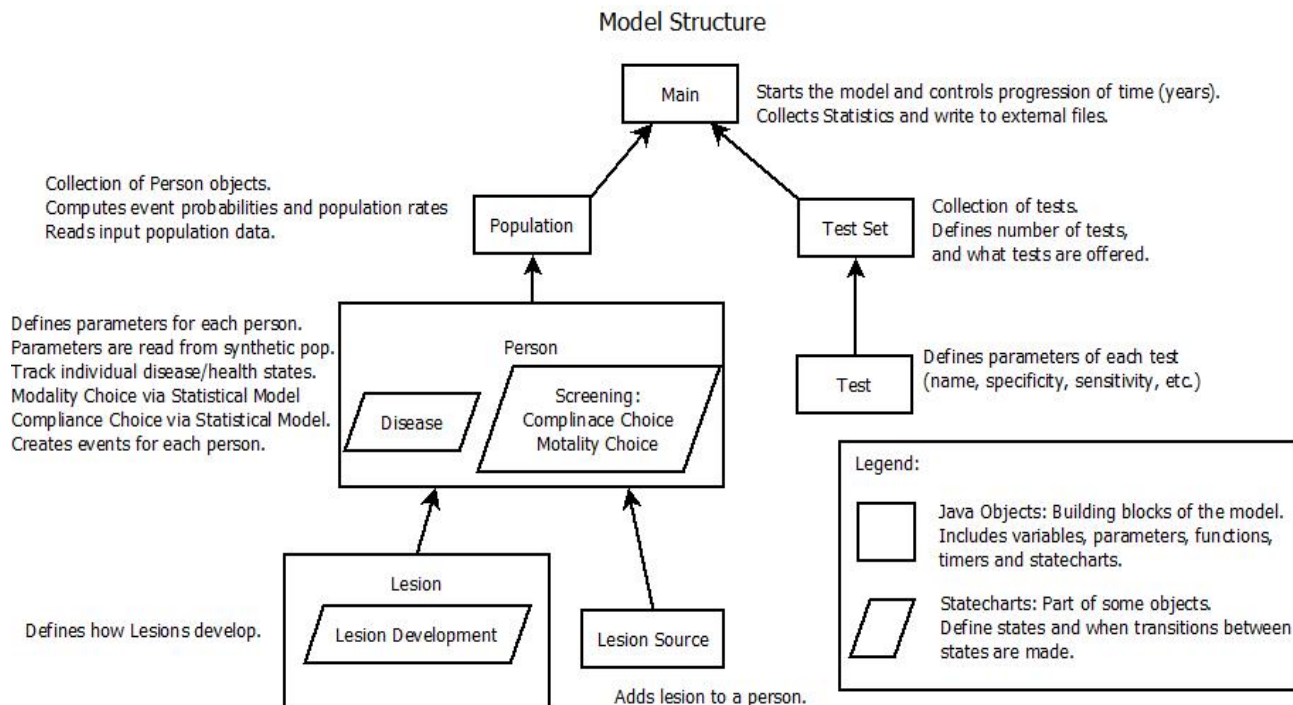 Model Structure
Main
Starts the model and controls progression of time (years).
Collects Statistics and write to external files.
Collection of Person objects.
Computes event probabilities and population rates
Reads input population data.
Population
Test Set
Collection of tests.
Defines number of tests,
and what tests are offered.
Defines parameters for each person.
Parameters are read from synthetic pop.
Track individual disease/health states.
Modality Choice via Statistical Model
Compliance Choice via Statistical Model.
Creates events for each person.
Person
Disease
Screening:
Complinace Choice
Motality Choice
Test
Defines parameters of each test
(name, specificity, sensitivity, etc.)
Legend:
Java Objects: Building blocks of the model.
Includes variables, parameters, functions,
timers and statecharts.
Statecharts: Part of some objects.
Define states and when transitions between
states are made.
Defines how Lesions develop.
Lesion
Lesion Development
Lesion Source
Adds lesion to a person.